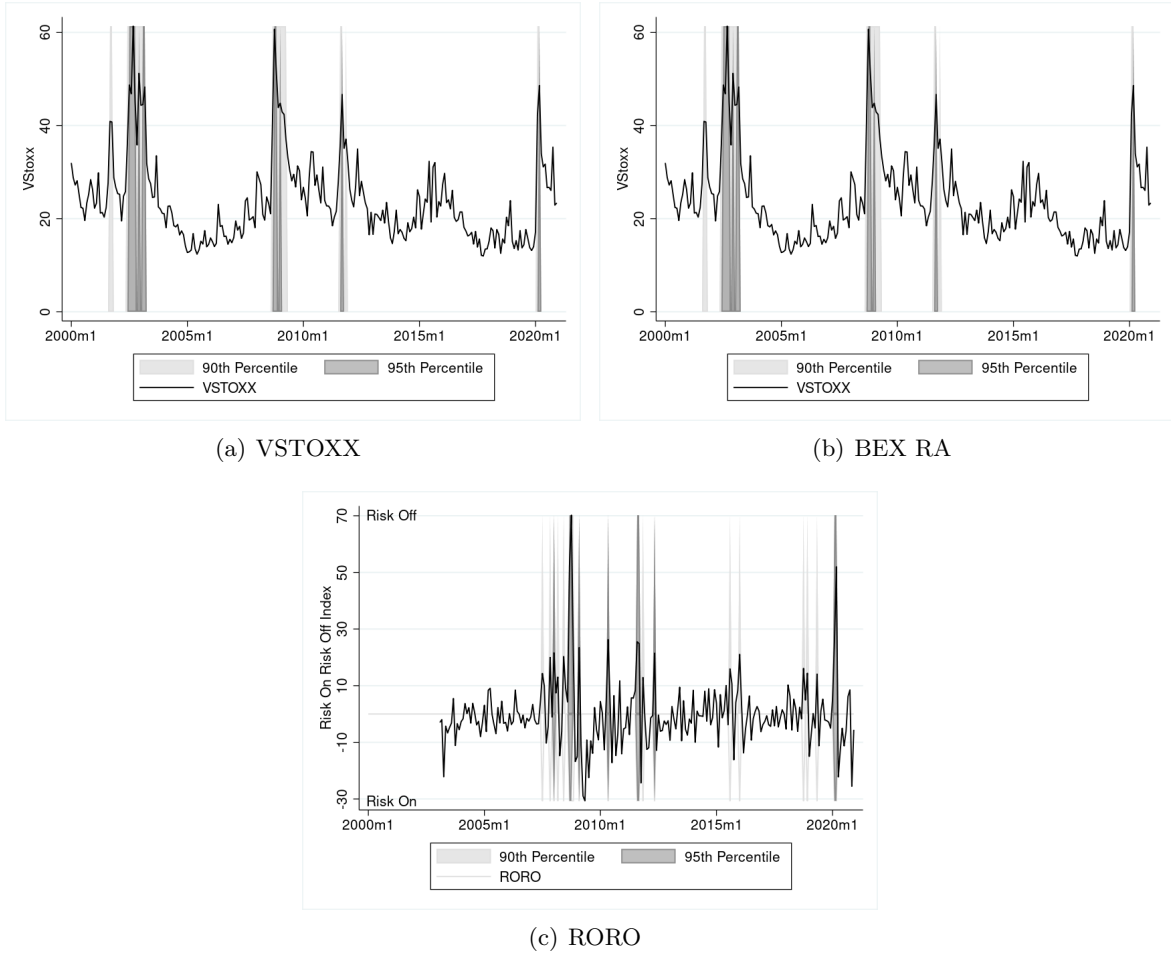 60
40
20
0
VStoxx
2000m1 2005m1 2010m1 2015m1 2020m1
90th Percentile 95th Percentile
VSTOXX
(a) VSTOXX
60
40
20
0
VStoxx
2000m1 2005m1 2010m1 2015m1 2020m1
90th Percentile 95th Percentile
VSTOXX
(b) BEX RA
70
50
30
10
-10
-30
Risk On Risk Off Index
Risk Off
Risk On
2000m1 2005m1 2010m1 2015m1 2020m1
90th Percentile 95th Percentile
RORO
(c) RORO